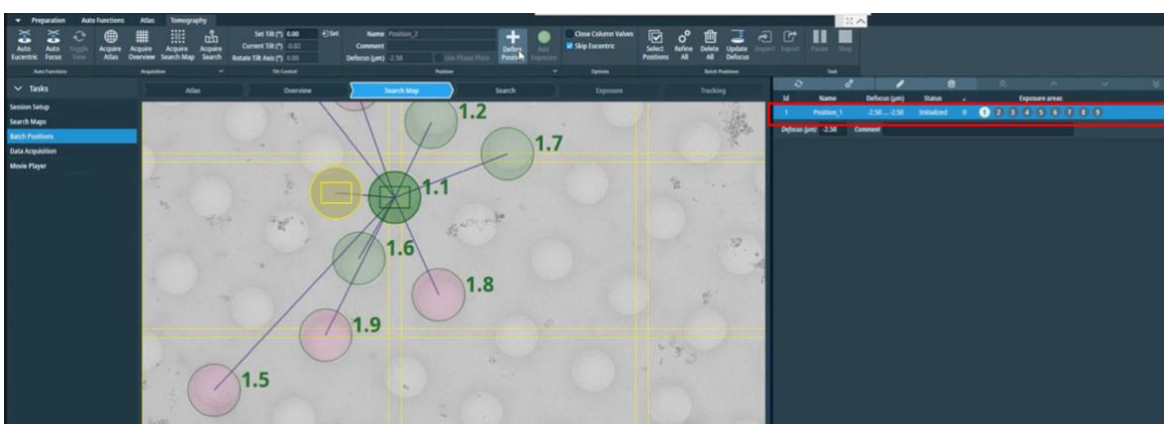 Preparation Auto Functions Atlas Tomography
Auto Eucentric
Auto Focus
Toggle View
Acquire Atlas
Acquire Overview
Acquire Search Map
Acquire Search
Set Tilt (°) 0.00 Set
Current Tilt (°) -0.02
Rotate Tilt Axis (°) 0.00
Name Position_2
Comment
Defocus (µm) -2.50 Use Phase Plate
Define Position
Add Exposure
Close Column Valves
Skip Eucentric
Select Positions
Refine All
Delete All
Update Defocus
Import
Export
Pause
Stop
Auto Functions Acquisition Tilt Control Position Options Batch Positions Task
Tasks
Session Setup
Search Maps
Batch Positions
Data Acquisition
Movie Player
Atlas Overview Search Map Search Exposure Tracking
1.2
1.7
1.1
1.6
1.8
1.9
1.5
Id Name Defocus (µm) Status Exposure areas
1 Position_1 -2.50 ... -2.50 Initialized 0 1 2 3 4 5 6 7 8 9
Defocus (µm) -2.50 Comment